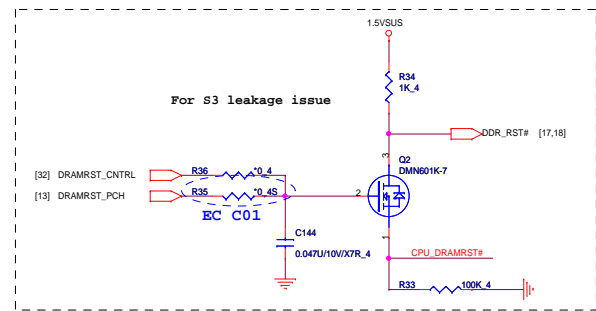 1.5VSUS
R34
1K_4
For S3 leakage issue
DDR_RST# [17,18]
3
Q2
DMN601K-7
[32] DRAMRST_CNTRL
R36
*0_4
[13] DRAMRST_PCH
R35
*0_4S
2
EC C01
C144
0.047U/10V/X7R_4
1
CPU_DRAMRST#
R33
100K_4